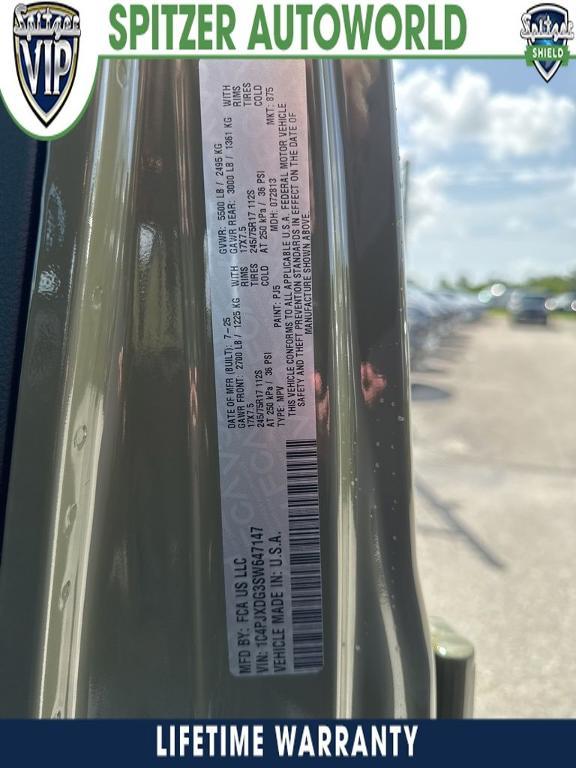 Spitzer
VIP
SPITZER AUTOWORLD
Spitzer
SHIELD
MFD BY: FCA US LLC
DATE OF MFR (BUILT): 7-25
GVWR: 5500 LB / 2495 KG
GAWR FRONT: 2700 LB / 1225 KG WITH
GAWR REAR: 3000 LB / 1361 KG WITH
17X7.5 RIMS
17X7.5 RIMS
245/75R17 112S TIRES
245/75R17 112S TIRES
AT 250 kPa / 36 PSI COLD
AT 250 kPa / 36 PSI COLD
VIN: 1C4PJXDG3SW647147
TYPE: MPV
PAINT: PJ5
MDH: 072813
MKT: 875
VEHICLE MADE IN: U.S.A.
THIS VEHICLE CONFORMS TO ALL APPLICABLE U.S.A. FEDERAL MOTOR VEHICLE
SAFETY AND THEFT PREVENTION STANDARDS IN EFFECT ON THE DATE OF
MANUFACTURE SHOWN ABOVE.
LIFETIME WARRANTY